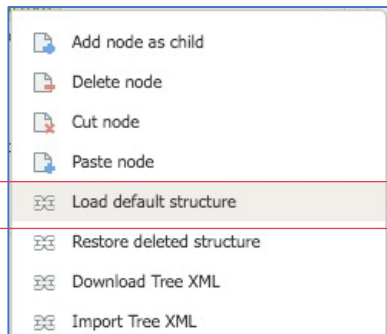 Add node as child
Delete node
Cut node
Paste node
Load default structure
Restore deleted structure
Download Tree XML
Import Tree XML